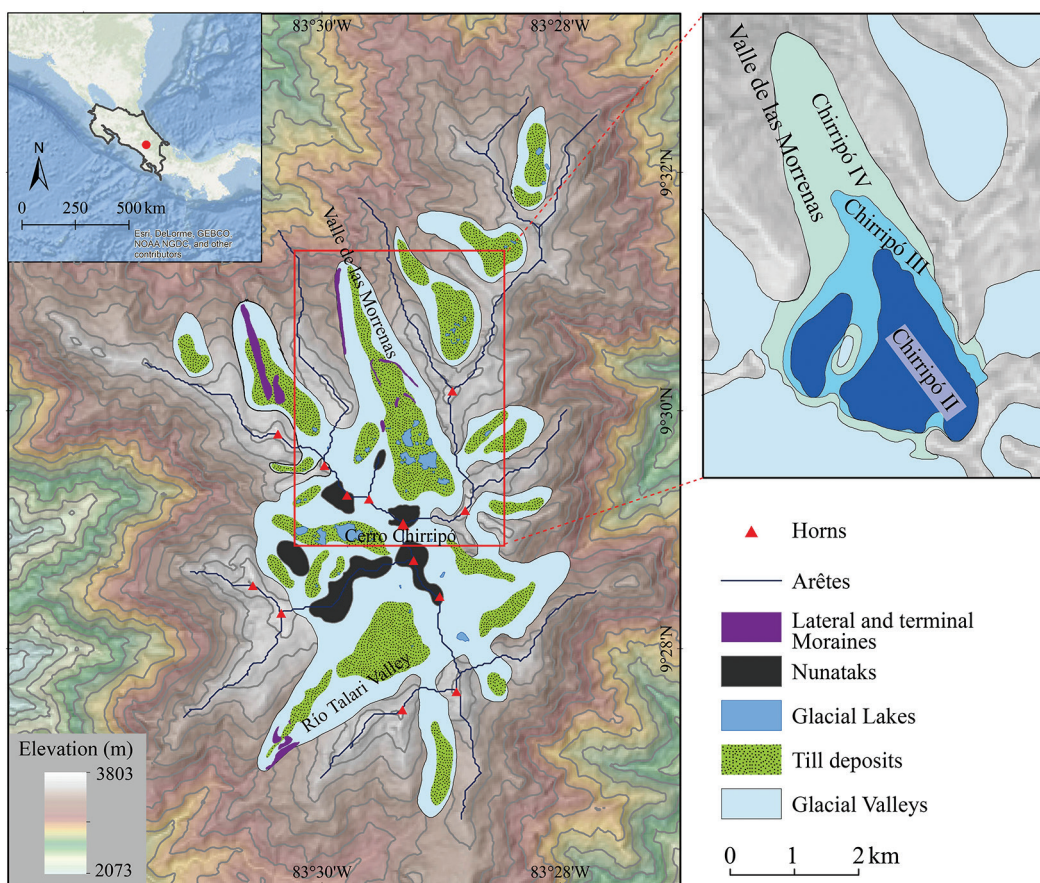 83°30'W
83°28'W
N
0 250 500 km
Esri, DeLorme, GEBCO,
NOAA NGDC, and other
contributors
9°32'N
9°30'N
9°28'N
Valle de las Morrenas
Cerro Chirripó
Río Talari Valley
Elevation (m)
3803
2073
83°30'W
83°28'W
Valle de las Morrenas
Chirripó IV
Chirripó III
Chirripó II
Horns
Arêtes
Lateral and terminal
Moraines
Nunataks
Glacial Lakes
Till deposits
Glacial Valleys
0 1 2 km